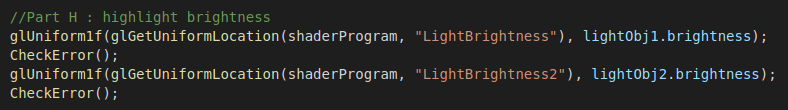 //Part H : highlight brightness
glUniform1f(glGetUniformLocation(shaderProgram, "LightBrightness"), lightObj1.brightness);
CheckError();
glUniform1f(glGetUniformLocation(shaderProgram, "LightBrightness2"), lightObj2.brightness);
CheckError();